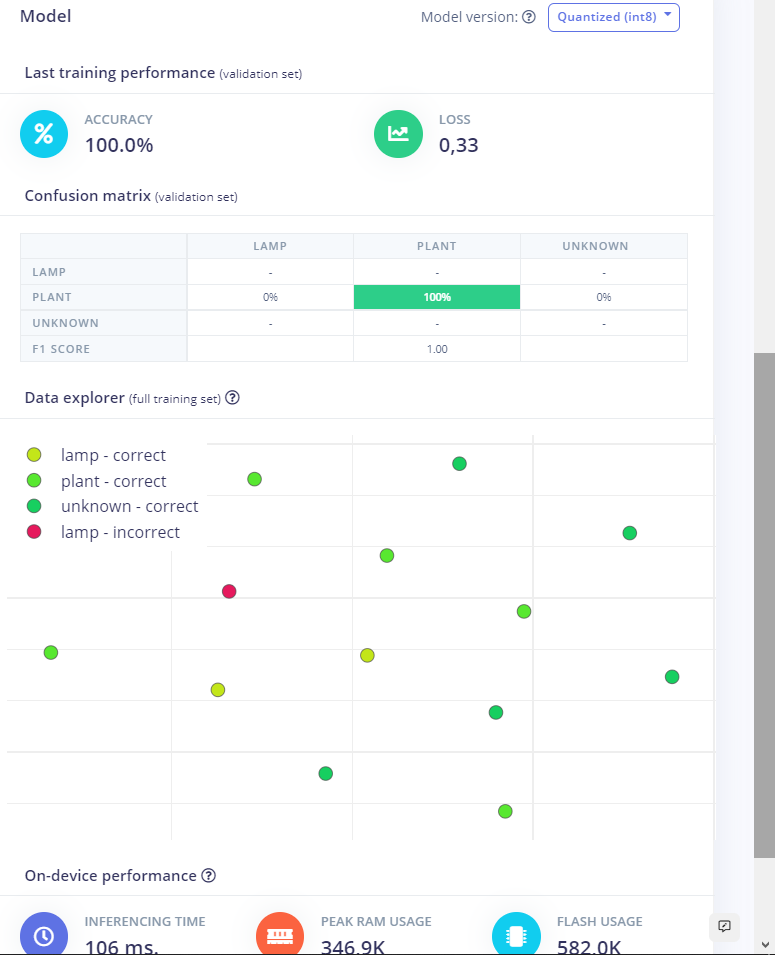 Model
Model version:
Quantized (int8)
Last training performance (validation set)
%
ACCURACY
100.0%
LOSS
0,33
Confusion matrix (validation set)
LAMP PLANT UNKNOWN
LAMP - - -
PLANT 0% 100% 0%
UNKNOWN - - -
F1 SCORE 1.00
Data explorer (full training set) ?
lamp - correct
plant - correct
unknown - correct
lamp - incorrect
On-device performance ?
INFERENCING TIME
106 ms.
PEAK RAM USAGE
346,9K
FLASH USAGE
582,0K